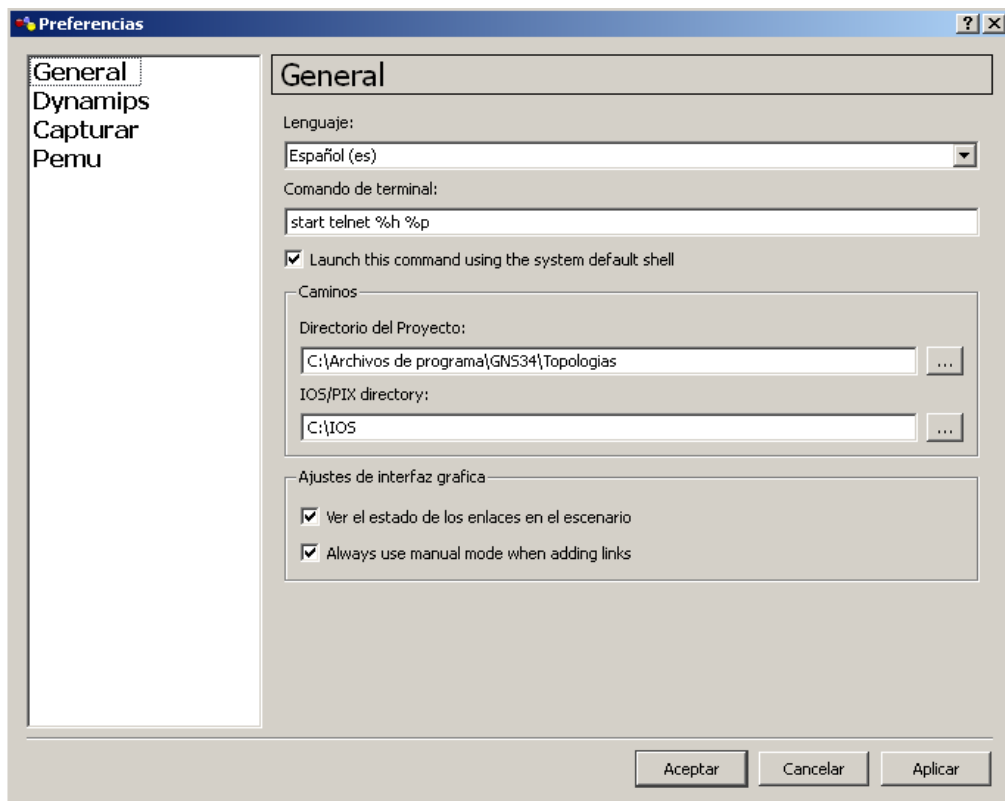 Preferencias
General
Dynamips
Capturar
Pemu
General
Lenguaje:
Español (es)
Comando de terminal:
start telnet %h %p
Launch this command using the system default shell
Caminos
Directorio del Proyecto:
C:\Archivos de programa\GNS34\Topologias
...
IOS/PIX directory:
C:\IOS
...
Ajustes de interfaz grafica
Ver el estado de los enlaces en el escenario
Always use manual mode when adding links
Aceptar
Cancelar
Aplicar